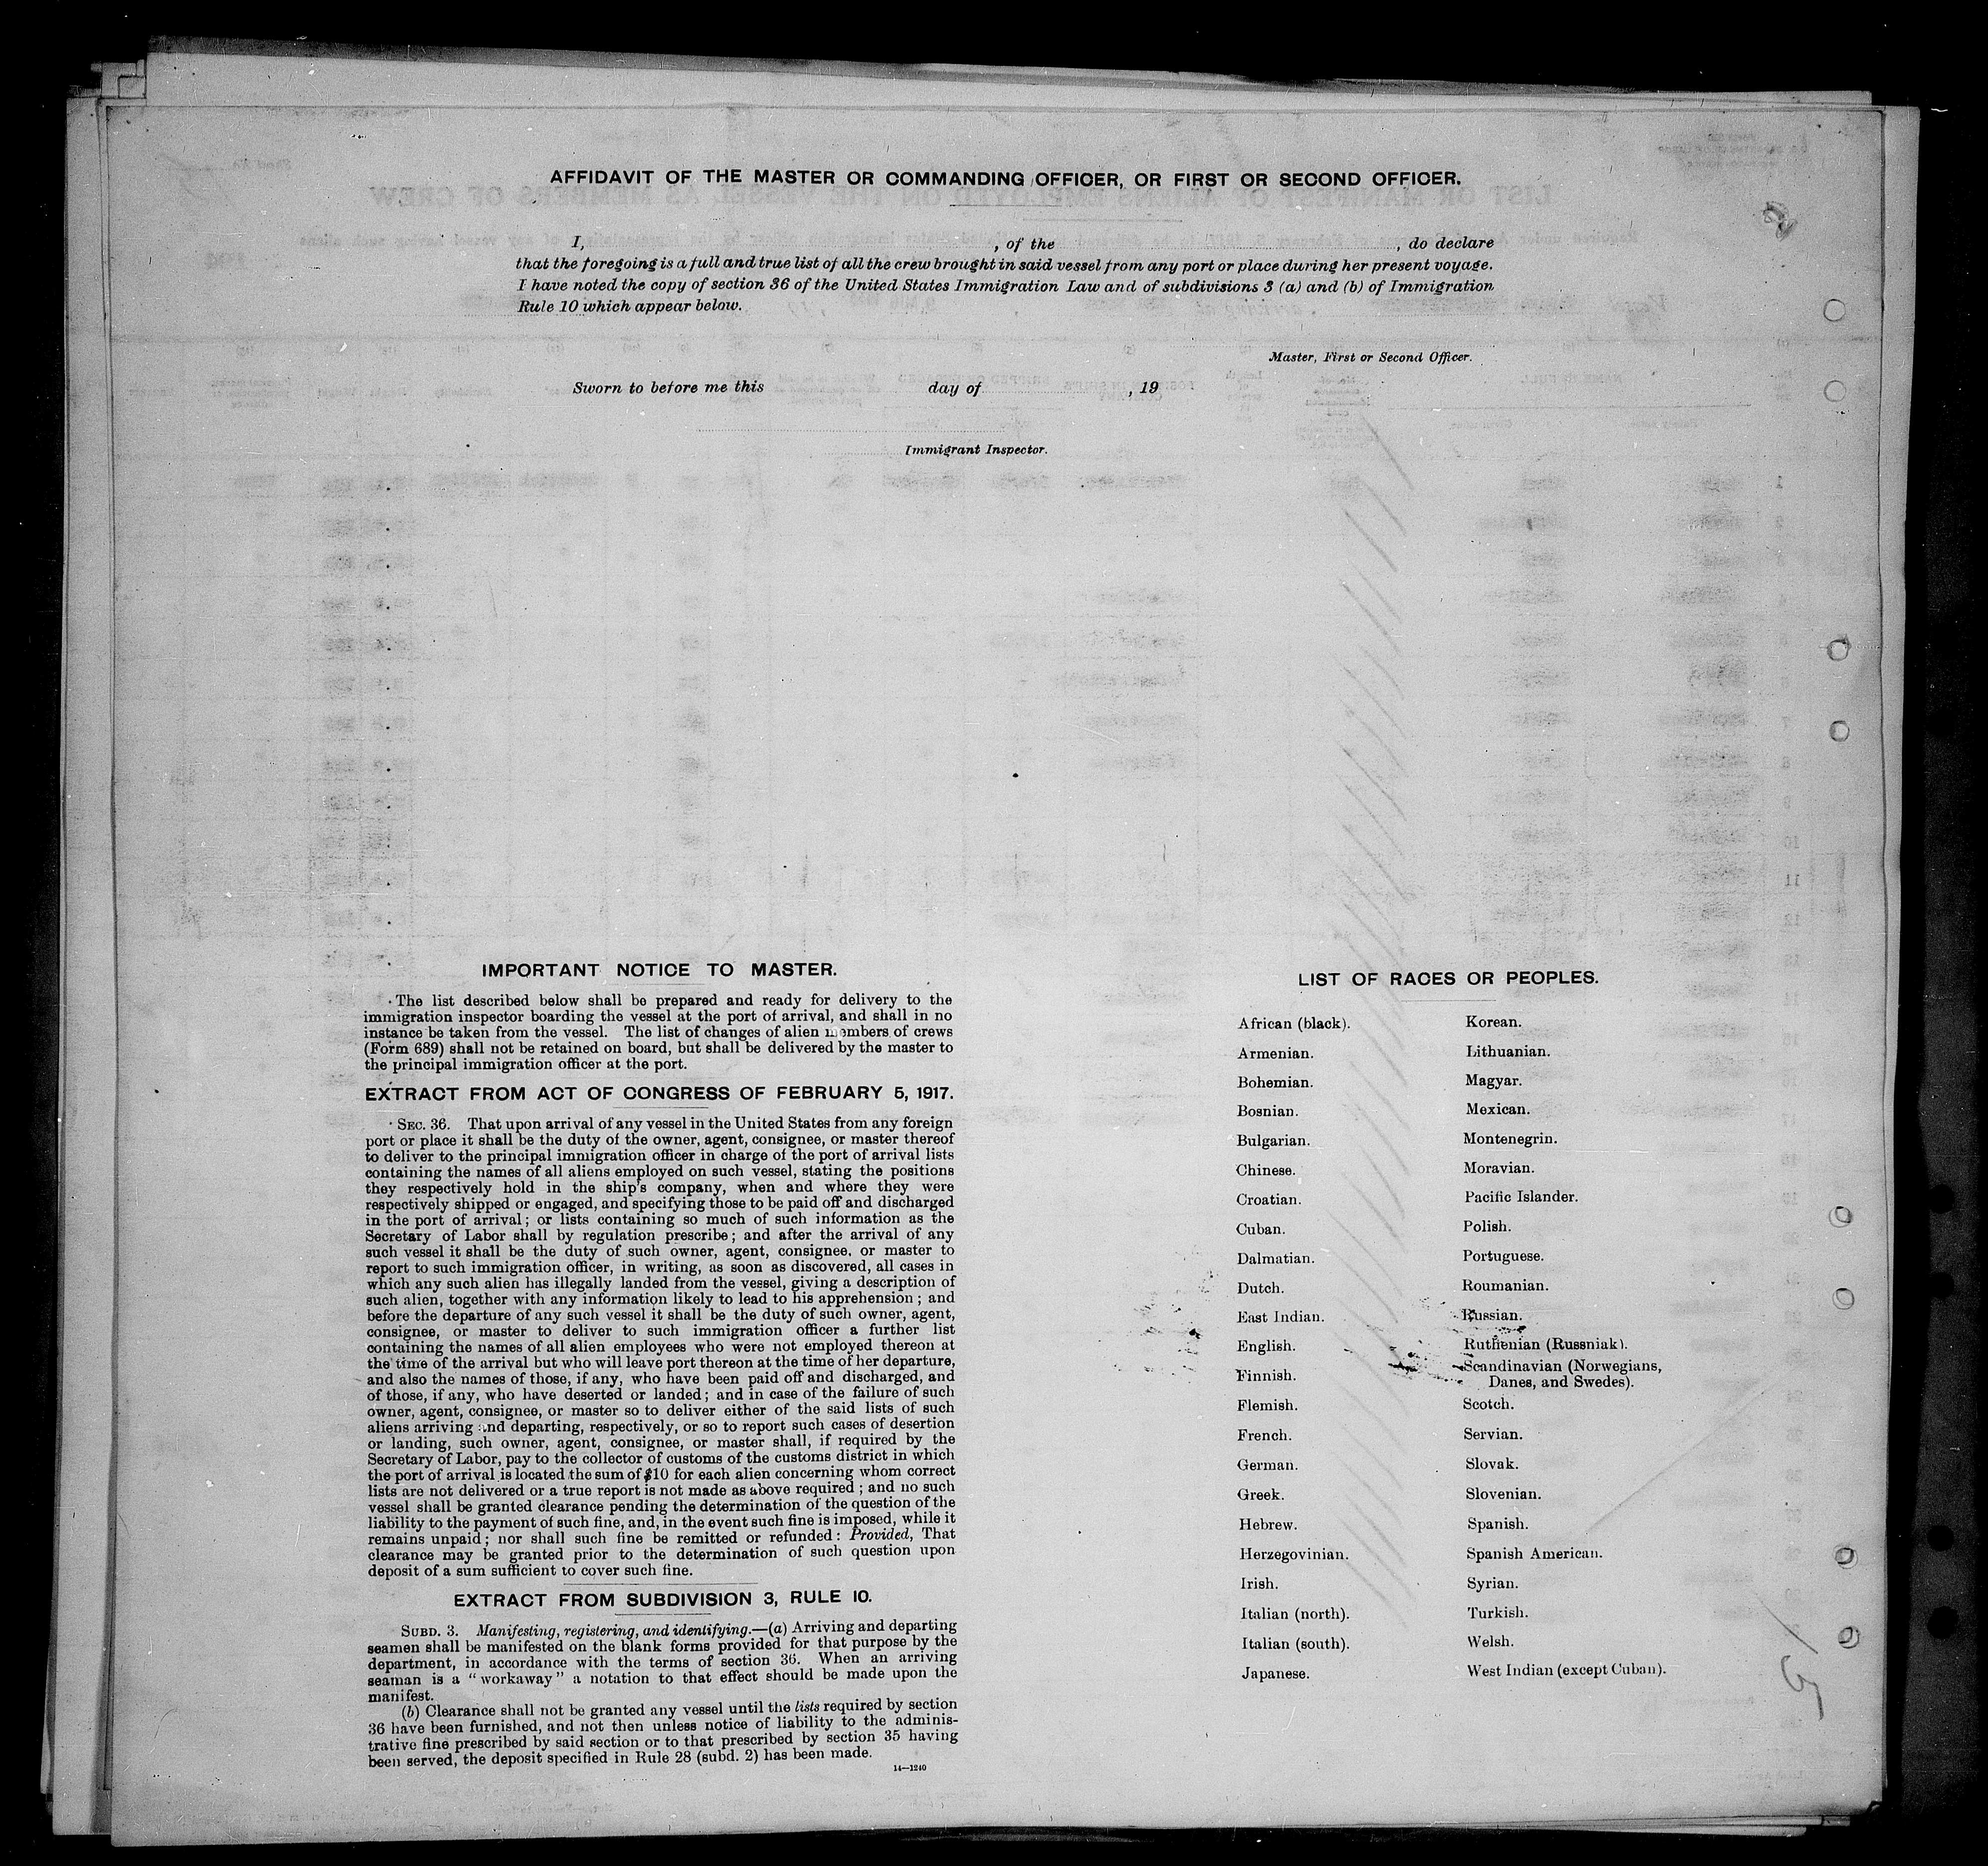 AFFIDAVIT OF THE MASTER OR COMMANDING OFFICER, OR FIRST OR SECOND OFFICER.
I, , of the , do declare
that the foregoing is a full and true list of all the crew brought in said vessel from any port or place during her present voyage.
I have noted the copy of section 36 of the United States Immigration Law and of subdivisions 3 (a) and (b) of Immigration
Rule 10 which appear below.
Master, First or Second Officer.
Sworn to before me this day of , 19
Immigrant Inspector.
IMPORTANT NOTICE TO MASTER.
The list described below shall be prepared and ready for delivery to the
immigration inspector boarding the vessel at the port of arrival, and shall in no
instance be taken from the vessel. The list of changes of alien members of crews
(Form 689) shall not be retained on board, but shall be delivered by the master to
the principal immigration officer at the port.
EXTRACT FROM ACT OF CONGRESS OF FEBRUARY 5, 1917.
SEC. 36. That upon arrival of any vessel in the United States from any foreign
port or place it shall be the duty of the owner, agent, consignee, or master thereof
to deliver to the principal immigration officer in charge of the port of arrival lists
containing the names of all aliens employed on such vessel, stating the positions
they respectively hold in the ship's company, when and where they were
respectively shipped or engaged, and specifying those to be paid off and discharged
in the port of arrival; or lists containing so much of such information as the
Secretary of Labor shall by regulation prescribe; and after the arrival of any
such vessel it shall be the duty of such owner, agent, consignee, or master to
report to such immigration officer, in writing, as soon as discovered, all cases in
which any such alien has illegally landed from the vessel, giving a description of
such alien, together with any information likely to lead to his apprehension; and
before the departure of any such vessel it shall be the duty of such owner, agent,
consignee, or master to deliver to such immigration officer a further list
containing the names of all alien employees who were not employed thereon at
the time of the arrival but who will leave port thereon at the time of her departure,
and also the names of those, if any, who have been paid off and discharged, and
of those, if any, who have deserted or landed; and in case of the failure of such
owner, agent, consignee, or master so to deliver either of the said lists of such
aliens arriving and departing, respectively, or so to report such cases of desertion
or landing, such owner, agent, consignee, or master shall, if required by the
Secretary of Labor, pay to the collector of customs of the customs district in which
the port of arrival is located the sum of $10 for each alien concerning whom correct
lists are not delivered or a true report is not made as above required; and no such
vessel shall be granted clearance pending the determination of the question of the
liability to the payment of such fine, and, in the event such fine is imposed, while it
remains unpaid; nor shall such fine be remitted or refunded: Provided, That
clearance may be granted prior to the determination of such question upon
deposit of a sum sufficient to cover such fine.
EXTRACT FROM SUBDIVISION 3, RULE 10.
SUBD. 3. Manifesting, registering, and identifying.—(a) Arriving and departing
seamen shall be manifested on the blank forms provided for that purpose by the
department, in accordance with the terms of section 36. When an arriving
seaman is a "workaway" a notation to that effect should be made upon the
manifest.
(b) Clearance shall not be granted any vessel until the lists required by section
36 have been furnished, and not then unless notice of liability to the adminis-
trative fine prescribed by said section or to that prescribed by section 35 having
been served, the deposit specified in Rule 28 (subd. 2) has been made.
14—1240
LIST OF RACES OR PEOPLES.
African (black).
Armenian.
Bohemian.
Bosnian.
Bulgarian.
Chinese.
Croatian.
Cuban.
Dalmatian.
Dutch.
East Indian.
English.
Finnish.
Flemish.
French.
German.
Greek.
Hebrew.
Herzegovinian.
Irish.
Italian (north).
Italian (south).
Japanese.
Korean.
Lithuanian.
Magyar.
Mexican.
Montenegrin.
Moravian.
Pacific Islander.
Polish.
Portuguese.
Roumanian.
Russian.
Ruthenian (Russniak).
Scandinavian (Norwegians,
Danes, and Swedes).
Scotch.
Servian.
Slovak.
Slovenian.
Spanish.
Spanish American.
Syrian.
Turkish.
Welsh.
West Indian (except Cuban).